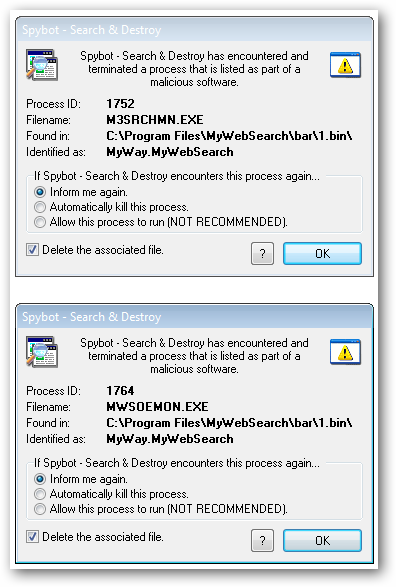 Spybot - Search & Destroy
Spybot - Search & Destroy has encountered and
terminated a process that is listed as part of a
malicious software.
Process ID: 1752
Filename: M3SRCHMN.EXE
Found in: C:\Program Files\MyWebSearch\bar\1.bin\
Identified as: MyWay.MyWebSearch
If Spybot - Search & Destroy encounters this process again...
Inform me again.
Automatically kill this process.
Allow this process to run (NOT RECOMMENDED).
Delete the associated file.
? OK
Spybot - Search & Destroy
Spybot - Search & Destroy has encountered and
terminated a process that is listed as part of a
malicious software.
Process ID: 1764
Filename: MWSOEMON.EXE
Found in: C:\Program Files\MyWebSearch\bar\1.bin\
Identified as: MyWay.MyWebSearch
If Spybot - Search & Destroy encounters this process again...
Inform me again.
Automatically kill this process.
Allow this process to run (NOT RECOMMENDED).
Delete the associated file.
? OK